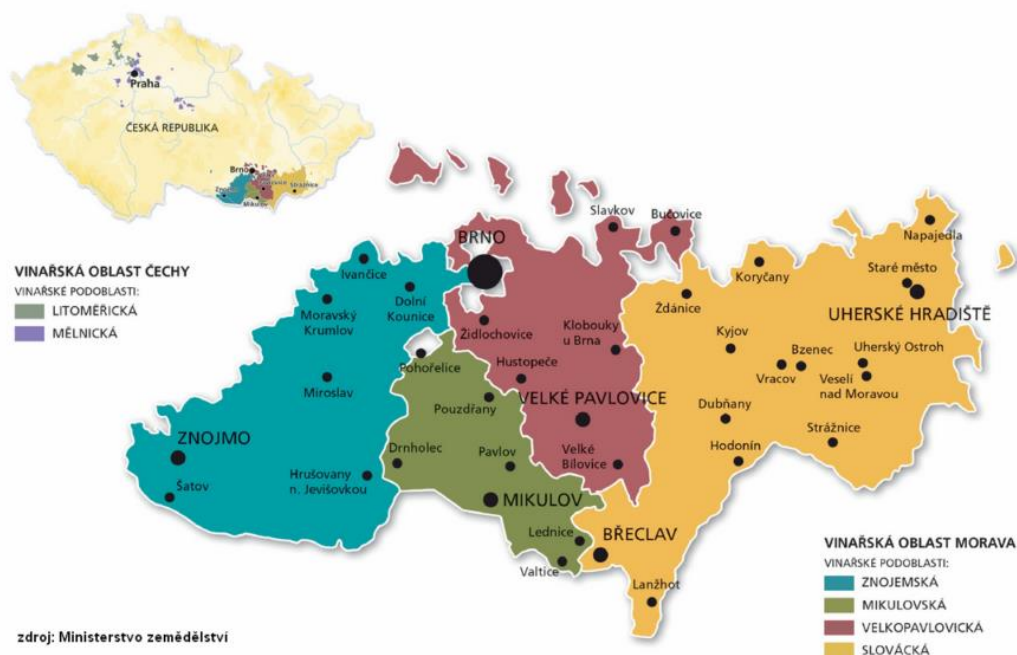 Praha
ČESKÁ REPUBLIKA
Brno
Strážnice
Mikulov
VINAŘSKÁ OBLAST ČECHY
VINAŘSKÉ PODOBLASTI:
LITOMĚŘICKÁ
MĚLNICKÁ
BRNO
Slavkov
Bučovice
Napajedla
Ivančice
Koryčany
Staré město
Moravský
Krumlov
Dolní
Kounice
Ždánice
UHERSKÉ HRADIŠTĚ
Židlochovice
Klobouky
u Brna
Kyjov
Uherský Ostroh
Bzenec
Pohořelice
Hustopeče
Vracov
Veselí
nad Moravou
Miroslav
VELKÉ PAVLOVICE
Pouzdřany
Dubňany
Strážnice
ZNOJMO
Drnholec
Pavlov
Velké
Bílovice
Hodonín
Šatov
Hrušovany
n. Jevišovkou
MIKULOV
Lednice
BŘECLAV
Valtice
Lanžhot
VINAŘSKÁ OBLAST MORAVA
VINAŘSKÉ PODOBLASTI:
ZNOJEMSKÁ
MIKULOVSKÁ
VELKOPAVLOVICKÁ
SLOVÁCKÁ
zdroj: Ministerstvo zemědělství